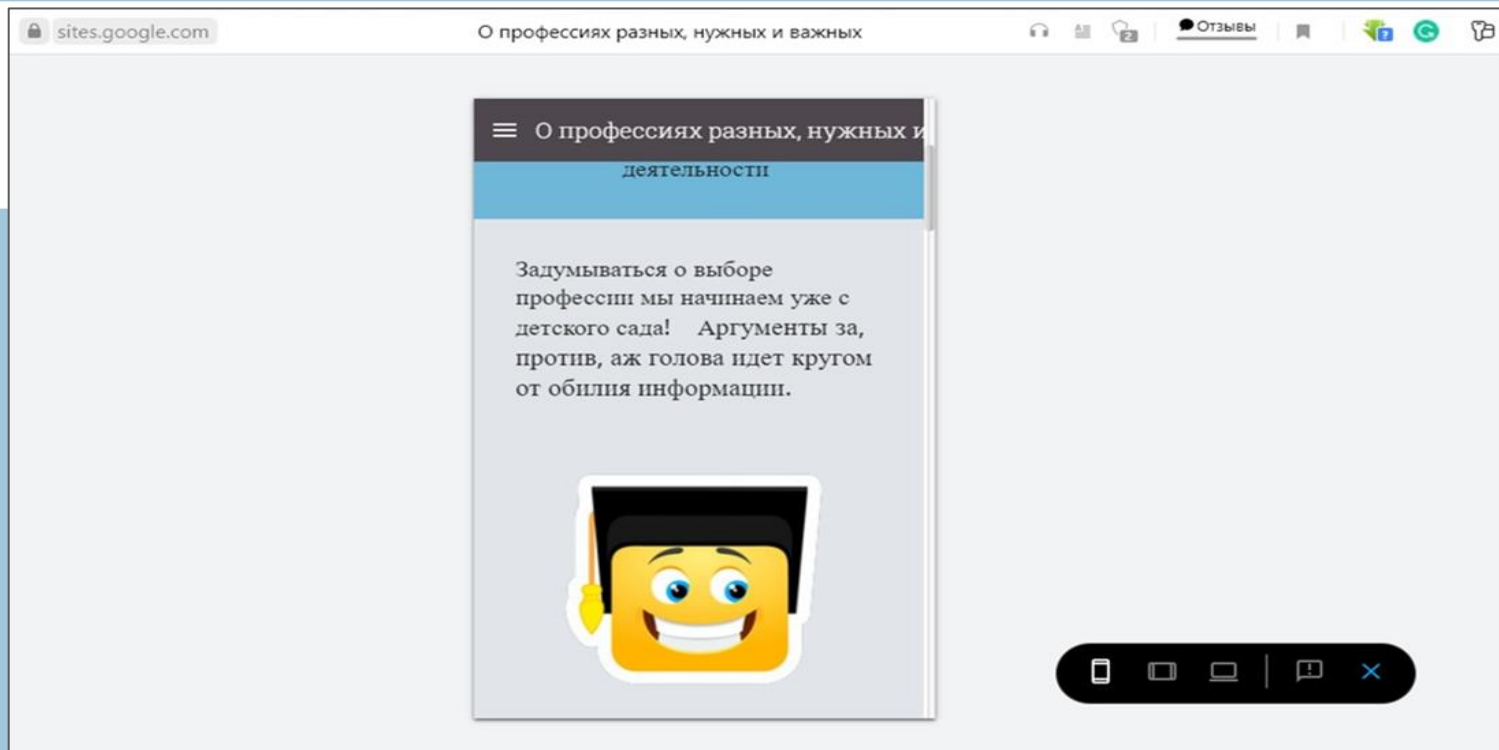 sites.google.com
О профессиях разных, нужных и важных
2
Отзывы
?
G
О профессиях разных, нужных и
деятельности
Задумываться о выборе
профессии мы начинаем уже с
детского сада! Аргументы за,
против, аж голова идет кругом
от обилия информации.